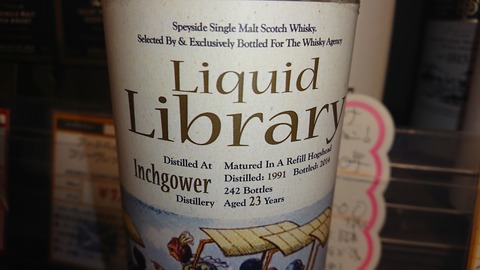 Speyside Single Malt Scotch Whisky.
Selected By & Exclusively Bottled For The Whisky Agency
Liquid
Library
Distilled At
Inchgower
Distillery
Matured In A Refill Hogshead
Distilled: 1991 Bottled: 2014
242 Bottles
Aged 23 Years